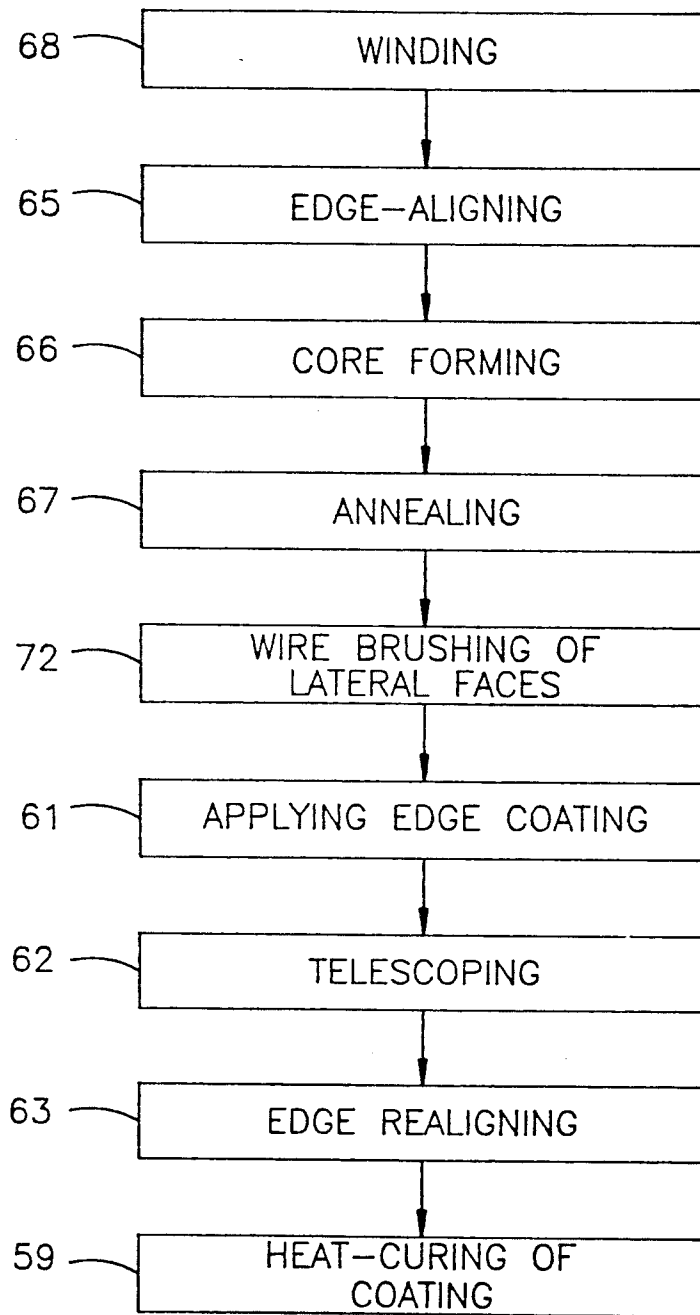 68 WINDING
65 EDGE-ALIGNING
66 CORE FORMING
67 ANNEALING
72 WIRE BRUSHING OF
LATERAL FACES
61 APPLYING EDGE COATING
62 TELESCOPING
63 EDGE REALIGNING
59 HEAT-CURING OF
COATING